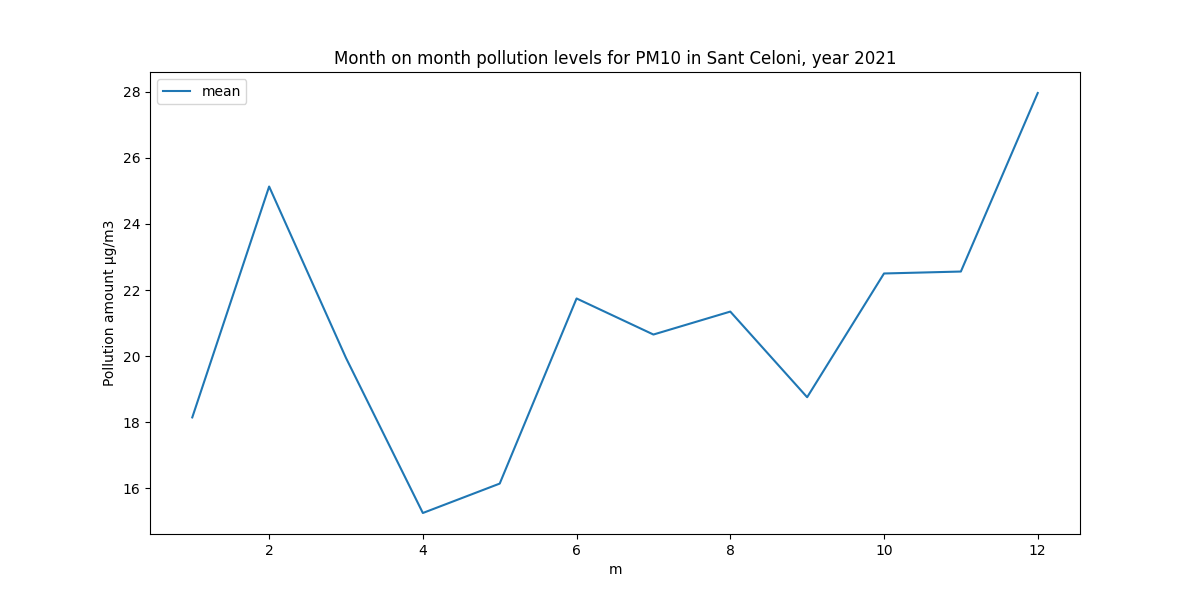 Month on month pollution levels for PM10 in Sant Celoni, year 2021
mean
28
26
24
22
20
18
16
Pollution amount µg/m3
2 4 6 8 10 12
m